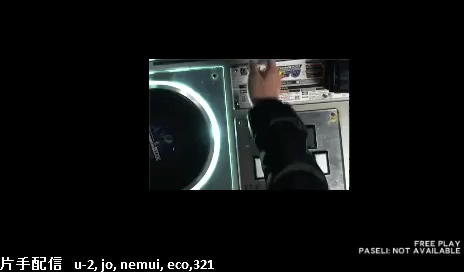 FREE PLAY
PASELI: NOT AVAILABLE
片手配信 u-2, jo, nemui, eco,321